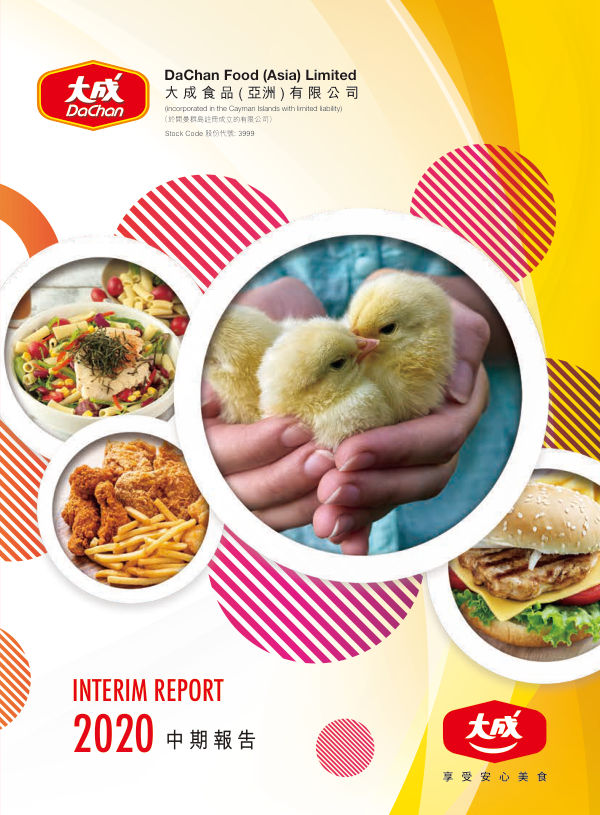 大成
DaChan
DaChan Food (Asia) Limited
大成食品(亞洲)有限公司
(incorporated in the Cayman Islands with limited liability)
(於開曼群島註冊成立的有限公司)
Stock Code 股份代號: 3999
INTERIM REPORT
2020 中期報告
大成
享受安心美食